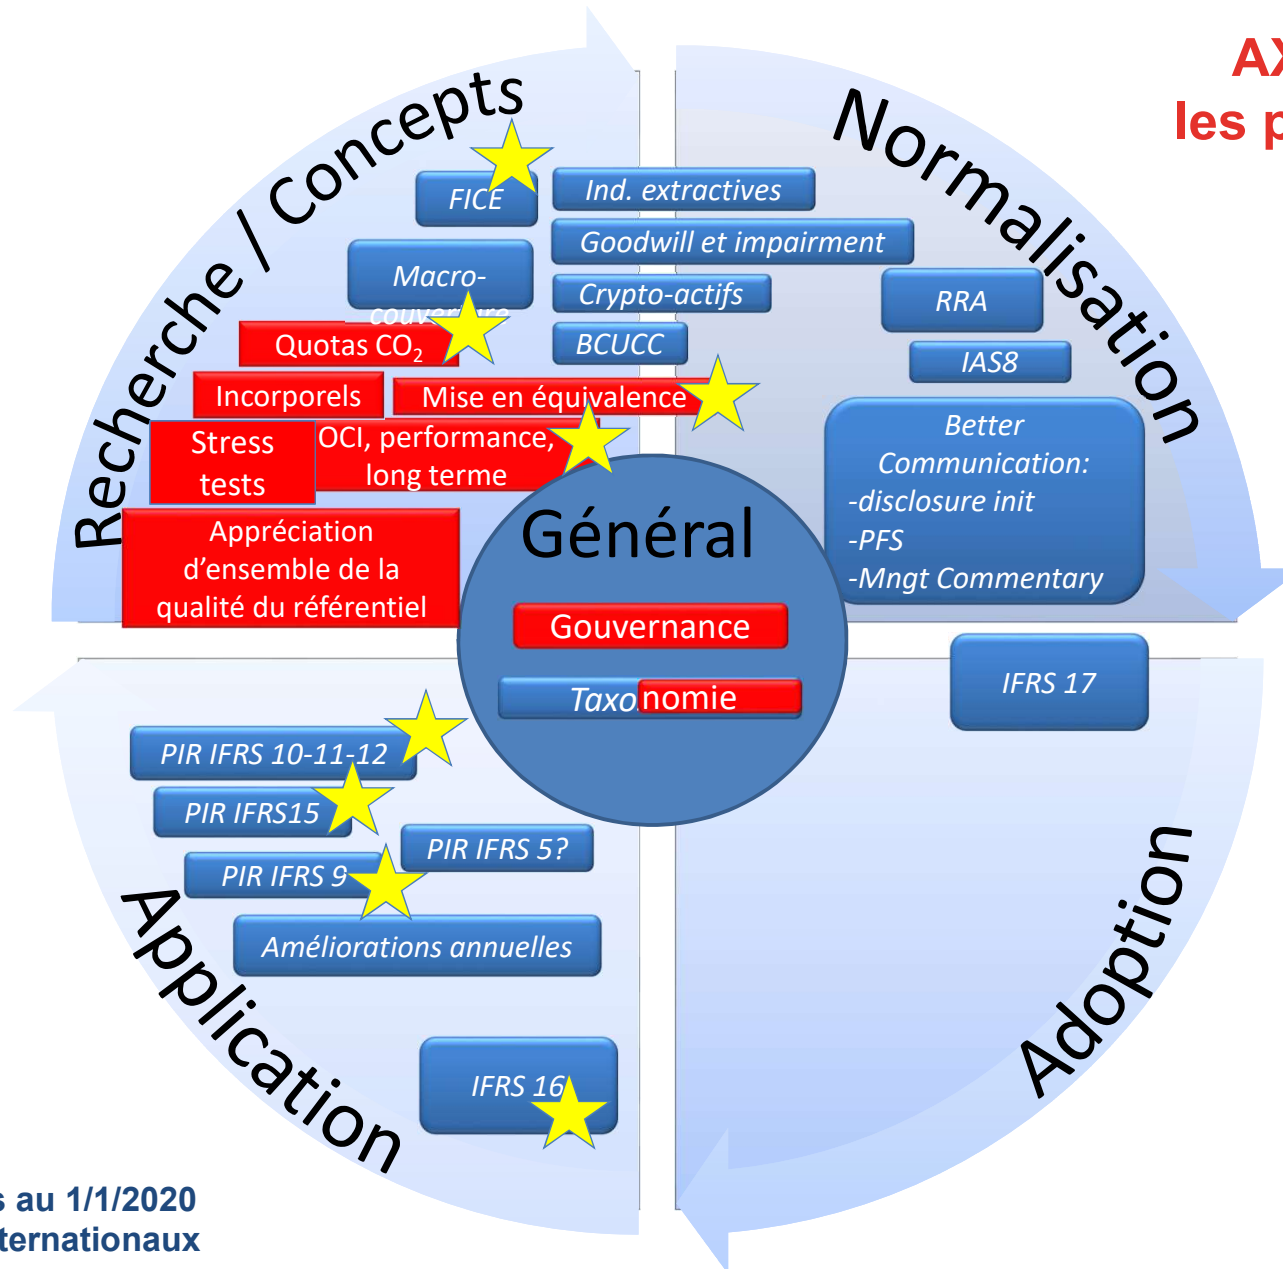 AX
les p
Recherche / Concepts
Normalisation
FICE
Ind. extractives
Goodwill et impairment
Macro-
couverture
Crypto-actifs
RRA
BCUCC
Quotas CO₂
IAS8
Incorporels
Mise en équivalence
Stress
tests
OCI, performance,
long terme
Better
Communication:
-disclosure init
-PFS
-Mngt Commentary
Appréciation
d’ensemble de la
qualité du référentiel
Général
Gouvernance
Taxonomie
IFRS 17
PIR IFRS 10-11-12
PIR IFRS15
PIR IFRS 5?
PIR IFRS 9
Améliorations annuelles
IFRS 16
Application
Adoption
s au 1/1/2020
nternationaux